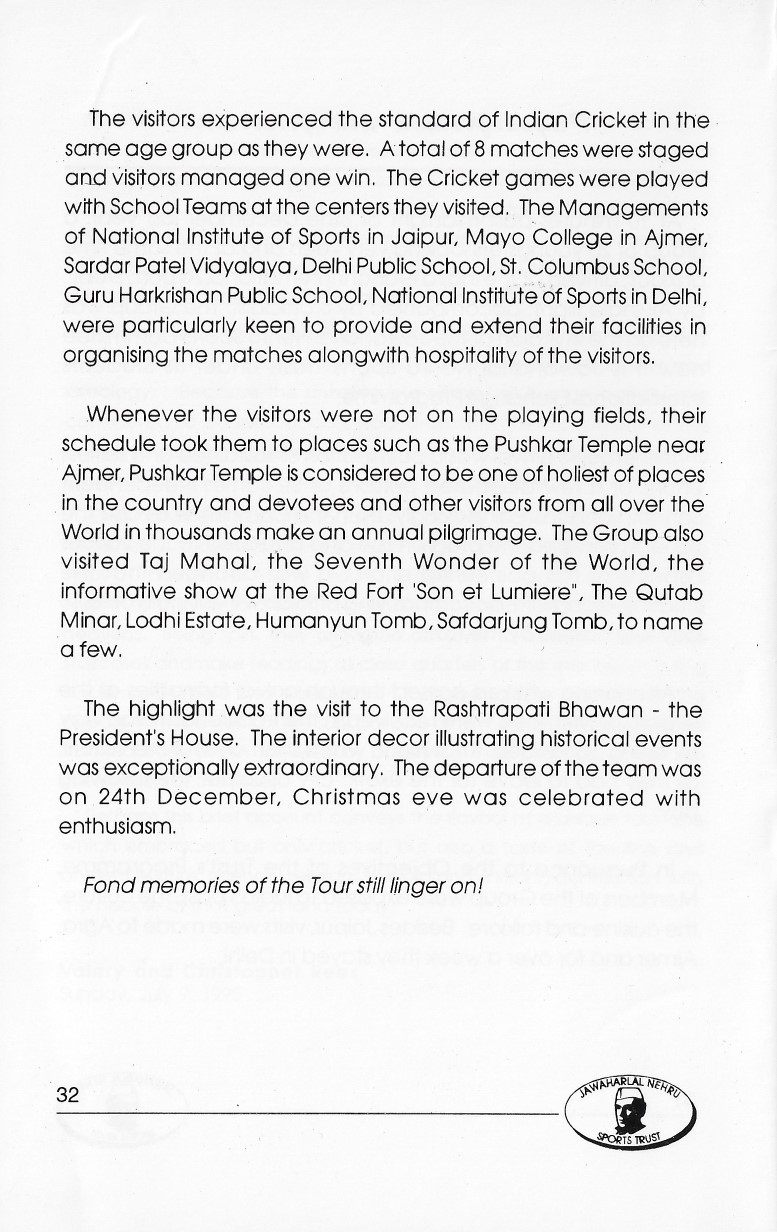 The visitors experienced the standard of Indian Cricket in the
same age group as they were. A total of 8 matches were staged
and visitors managed one win. The Cricket games were played
with School Teams at the centers they visited. The Managements
of National Institute of Sports in Jaipur, Mayo College in Ajmer,
Sardar Patel Vidyalaya, Delhi Public School, St. Columbus School,
Guru Harkrishan Public School, National Institute of Sports in Delhi,
were particularly keen to provide and extend their facilities in
organising the matches alongwith hospitality of the visitors.
Whenever the visitors were not on the playing fields, their
schedule took them to places such as the Pushkar Temple near
Ajmer, Pushkar Temple is considered to be one of holiest of places
in the country and devotees and other visitors from all over the
World in thousands make an annual pilgrimage. The Group also
visited Taj Mahal, the Seventh Wonder of the World, the
informative show at the Red Fort 'Son et Lumiere", The Qutab
Minar, Lodhi Estate, Humanyun Tomb, Safdarjung Tomb, to name
a few.
The highlight was the visit to the Rashtrapati Bhawan - the
President's House. The interior decor illustrating historical events
was exceptionally extraordinary. The departure of the team was
on 24th December, Christmas eve was celebrated with
enthusiasm.
Fond memories of the Tour still linger on!
32
JAWAHARLAL NEHRU
SPORTS TRUST